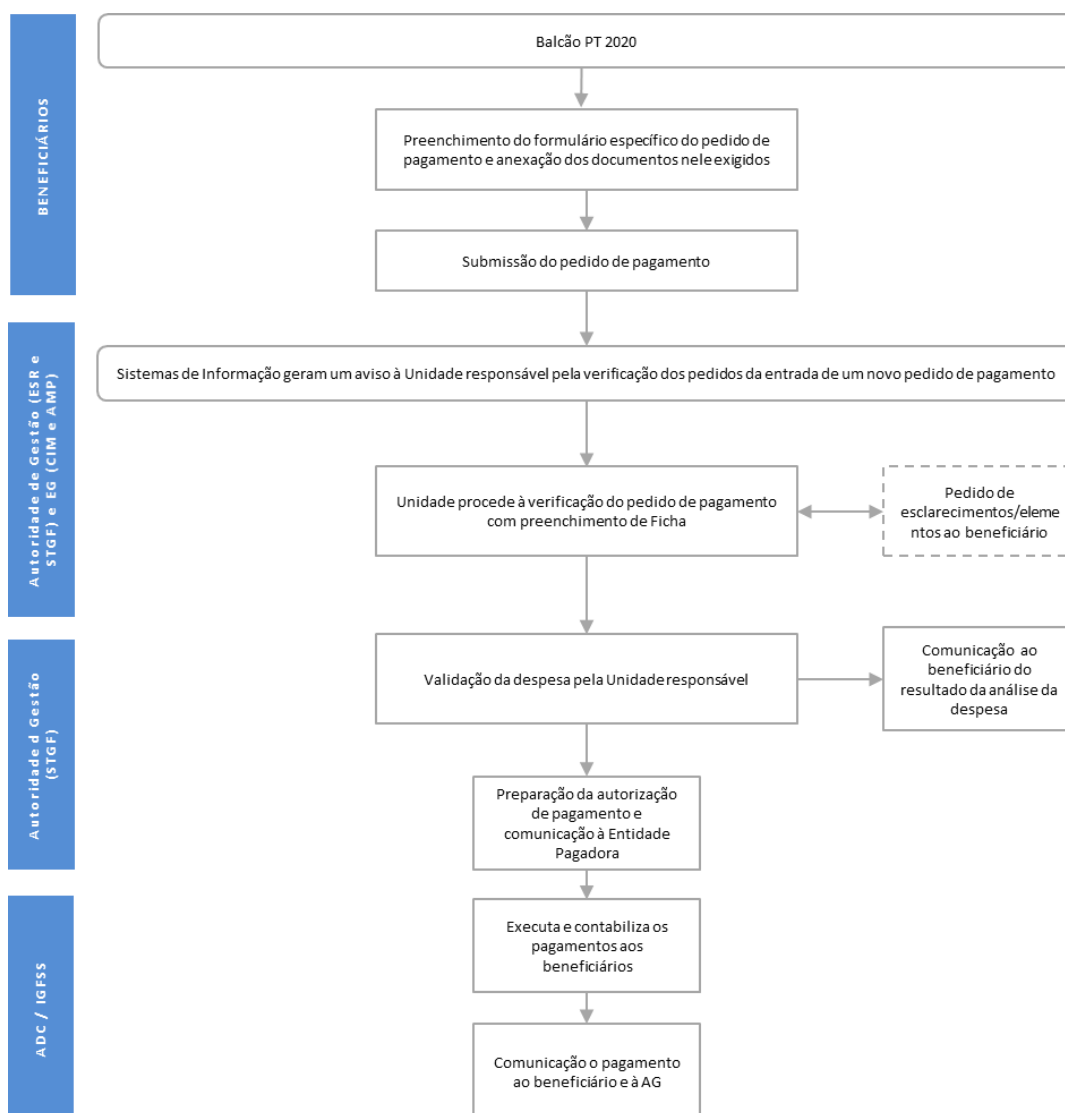 BENEFICIÁRIOS
Balcão PT 2020
Preenchimento do formulário específico do pedido de
pagamento e anexação dos documentos nele exigidos
Submissão do pedido de pagamento
Autoridade de Gestão (ESR e
STGF) e EG (CIM e AMP)
Sistemas de Informação geram um aviso à Unidade responsável pela verificação dos pedidos da entrada de um novo pedido de pagamento
Unidade procede à verificação do pedido de pagamento
com preenchimento de Ficha
Pedido de
esclarecimentos/eleme
ntos ao beneficiário
Autoridade d Gestão
(STGF)
Validação da despesa pela Unidade responsável
Comunicação ao
beneficiário do
resultado da análise da
despesa
Preparação da autorização
de pagamento e
comunicação à Entidade
Pagadora
ADC / IGFSS
Executa e contabiliza os
pagamentos aos
beneficiários
Comunicação o pagamento
ao beneficiário e à AG